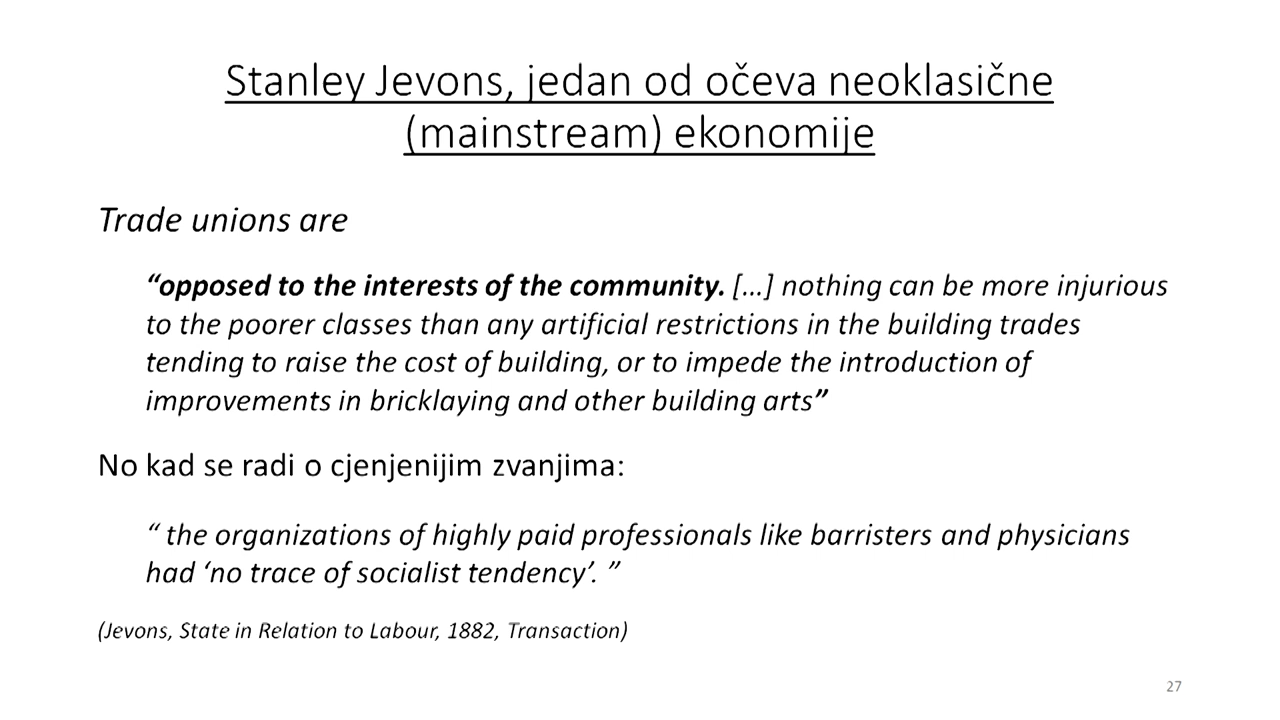 Stanley Jevons, jedan od očeva neoklasične
(mainstream) ekonomije
Trade unions are
“opposed to the interests of the community. […] nothing can be more injurious
to the poorer classes than any artificial restrictions in the building trades
tending to raise the cost of building, or to impede the introduction of
improvements in bricklaying and other building arts”
No kad se radi o cjenjenijim zvanjima:
“ the organizations of highly paid professionals like barristers and physicians
had ‘no trace of socialist tendency’. ”
(Jevons, State in Relation to Labour, 1882, Transaction)
27